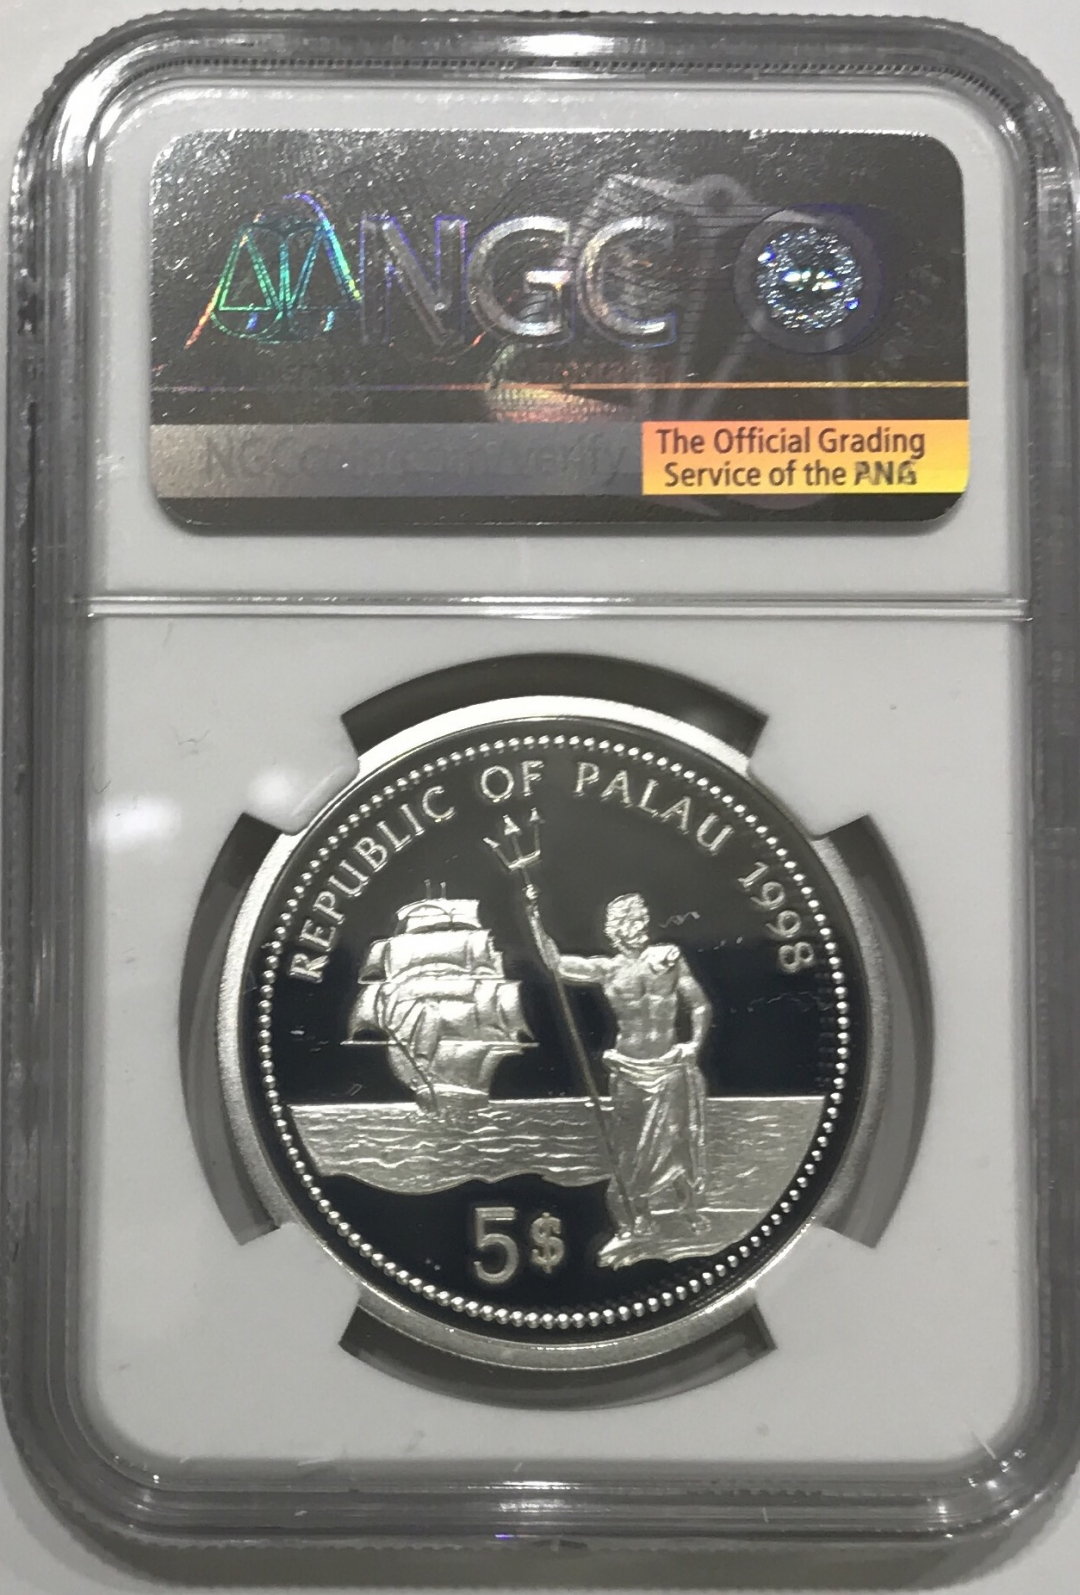 NGC
The Official Grading
Service of the PNG
REPUBLIC OF PALAU 1998
5$